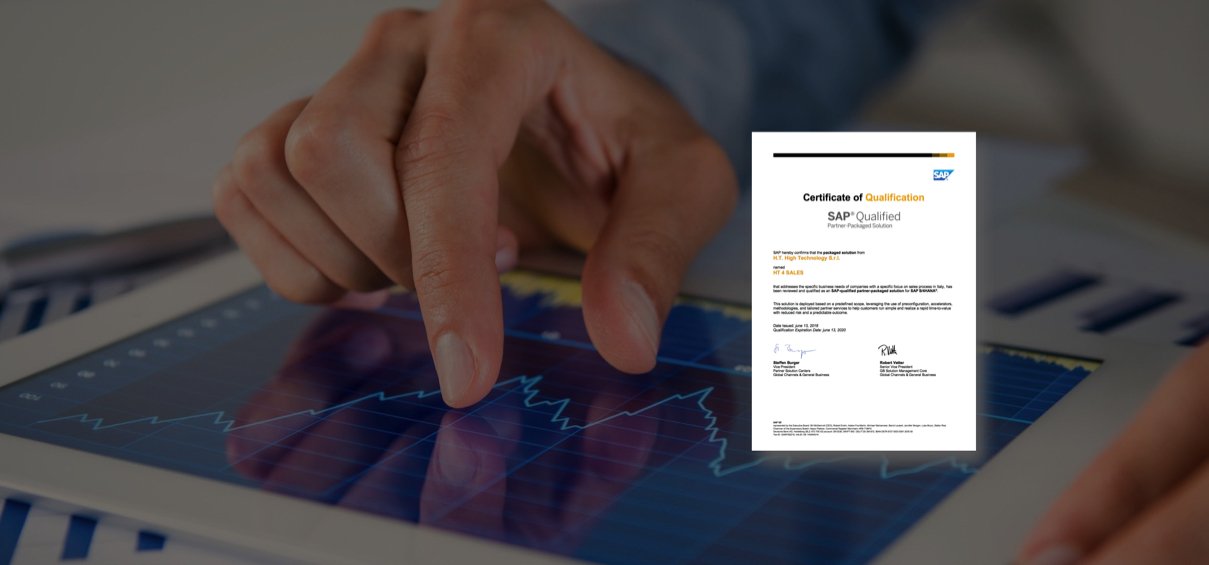 SAP
Certificate of Qualification
SAP® Qualified
Partner-Packaged Solution
SAP hereby confirms that the packaged solution from
H.T. High Technology S.r.l.
named
HT 4 SALES
that addresses the specific business needs of companies with a specific focus on sales process in Italy, has
been reviewed and qualified as an SAP-qualified partner-packaged solution for SAP S/4HANA®.
This solution is deployed based on a predefined scope, leveraging the use of preconfiguration, accelerators,
methodologies, and tailored partner services to help customers run simple and realize a rapid time-to-value
with reduced risk and a predictable outcome.
Date Issued: june 13, 2018
Qualification Expiration Date: june 13, 2020
Steffen Burger
Vice President
Partner Solution Centers
Global Channels & General Business
Robert Vetter
Senior Vice President
GB Solution Management Core
Global Channels & General Business